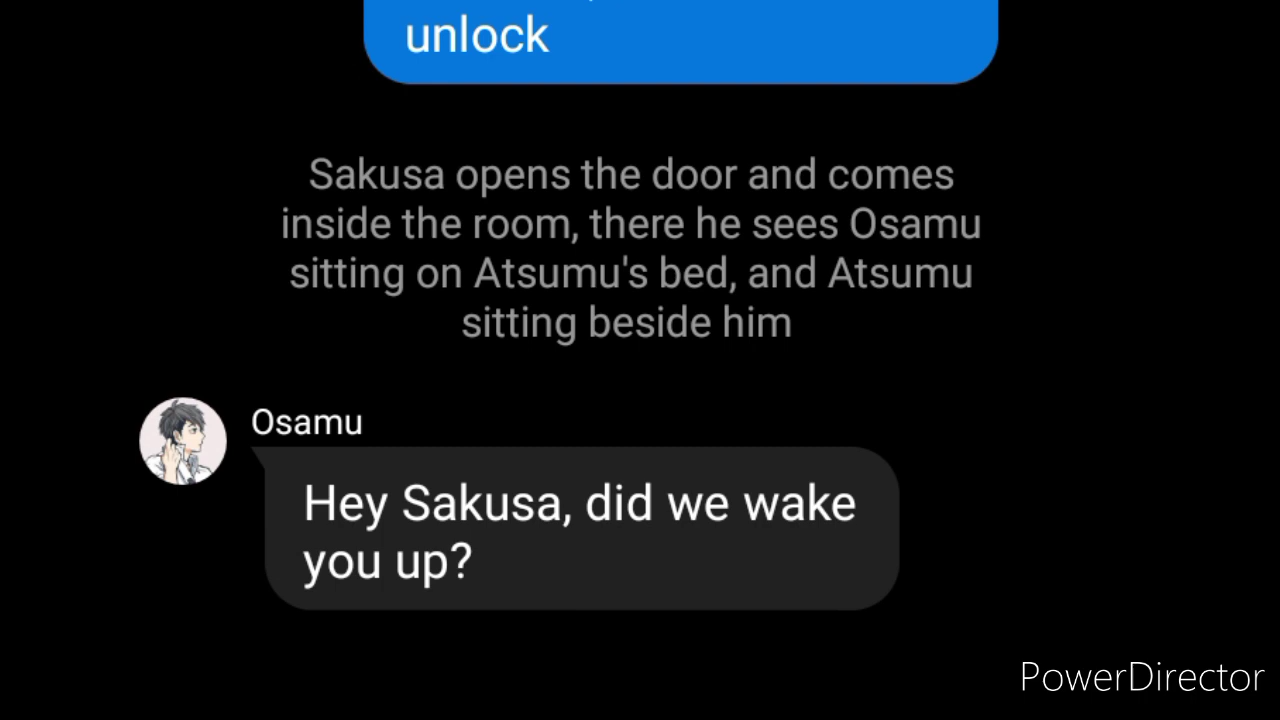 unlock
Sakusa opens the door and comes
inside the room, there he sees Osamu
sitting on Atsumu's bed, and Atsumu
sitting beside him
Osamu
Hey Sakusa, did we wake
you up?
PowerDirector